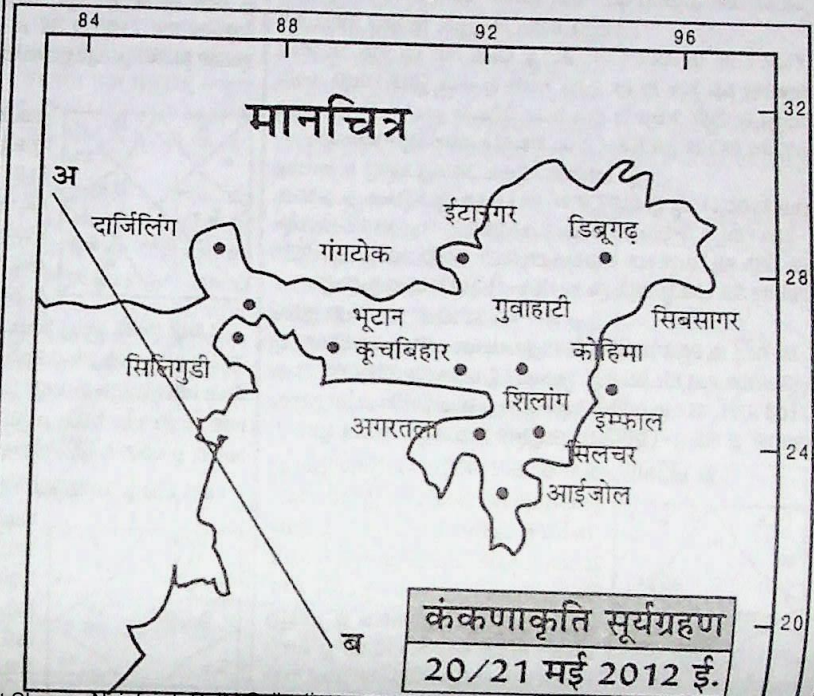 84 88 92 96
मानचित्र
32
अ
दार्जिलिंग
ईटानगर
डिब्रूगढ़
गंगटोक
28
भूटान
गुवाहाटी
सिबसागर
सिलिगुडी
कूचबिहार
कोहिमा
शिलांग
अगरतला
इम्फाल
सिलचर
24
आईजोल
कंकणाकृति सूर्यग्रहण
20
ब
20/21 मई 2012 ई.